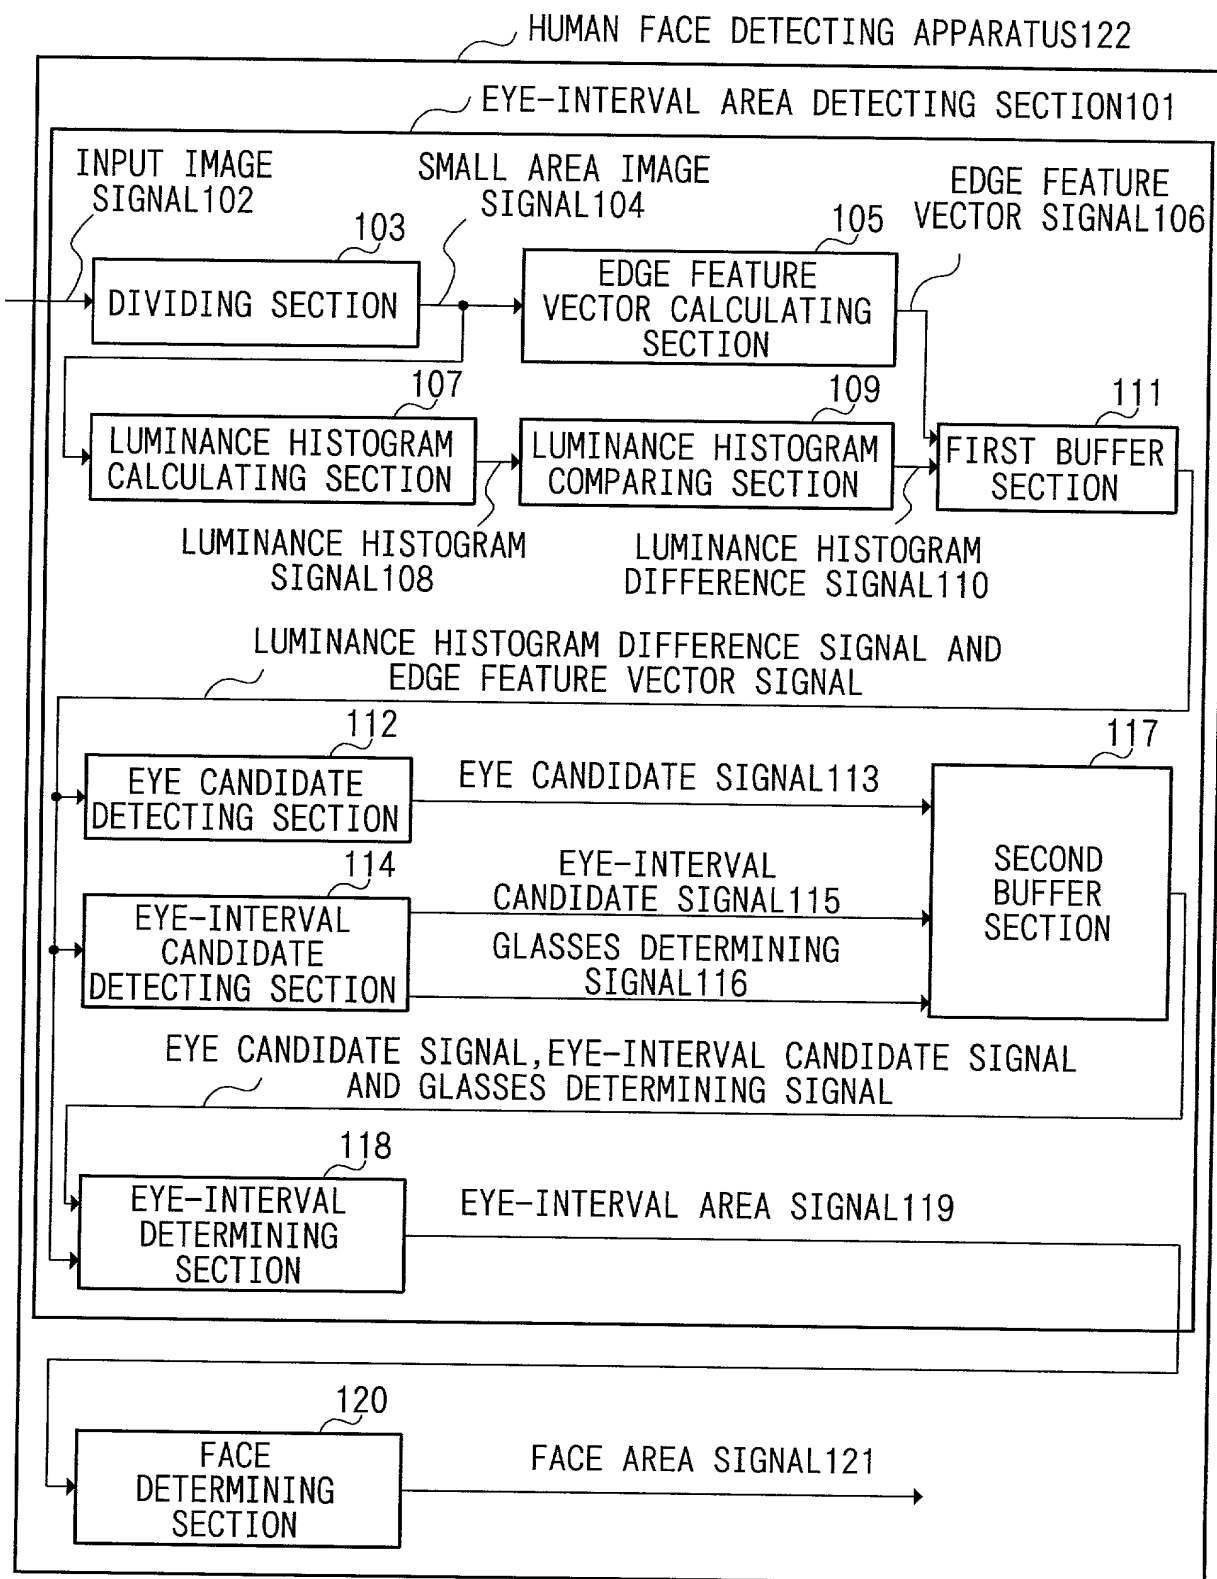 HUMAN FACE DETECTING APPARATUS122
EYE-INTERVAL AREA DETECTING SECTION101
INPUT IMAGE
SIGNAL102
SMALL AREA IMAGE
SIGNAL104
EDGE FEATURE
VECTOR SIGNAL106
103
DIVIDING SECTION
105
EDGE FEATURE
VECTOR CALCULATING
SECTION
107
LUMINANCE HISTOGRAM
CALCULATING SECTION
109
LUMINANCE HISTOGRAM
COMPARING SECTION
111
FIRST BUFFER
SECTION
LUMINANCE HISTOGRAM
SIGNAL108
LUMINANCE HISTOGRAM
DIFFERENCE SIGNAL110
LUMINANCE HISTOGRAM DIFFERENCE SIGNAL AND
EDGE FEATURE VECTOR SIGNAL
112
EYE CANDIDATE
DETECTING SECTION
EYE CANDIDATE SIGNAL113
117
SECOND
BUFFER
SECTION
114
EYE-INTERVAL
CANDIDATE
DETECTING SECTION
EYE-INTERVAL
CANDIDATE SIGNAL115
GLASSES DETERMINING
SIGNAL116
EYE CANDIDATE SIGNAL,EYE-INTERVAL CANDIDATE SIGNAL
AND GLASSES DETERMINING SIGNAL
118
EYE-INTERVAL
DETERMINING
SECTION
EYE-INTERVAL AREA SIGNAL119
120
FACE
DETERMINING
SECTION
FACE AREA SIGNAL121